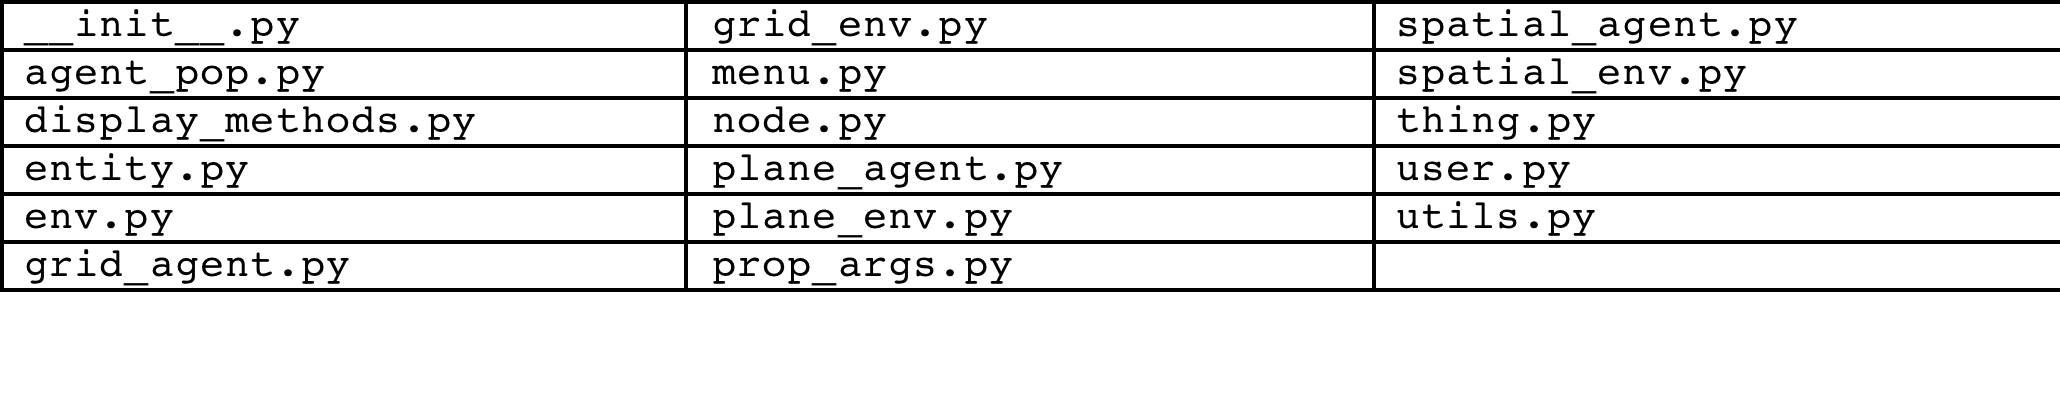 __init__.py grid_env.py spatial_agent.py
agent_pop.py menu.py spatial_env.py
display_methods.py node.py thing.py
entity.py plane_agent.py user.py
env.py plane_env.py utils.py
grid_agent.py prop_args.py